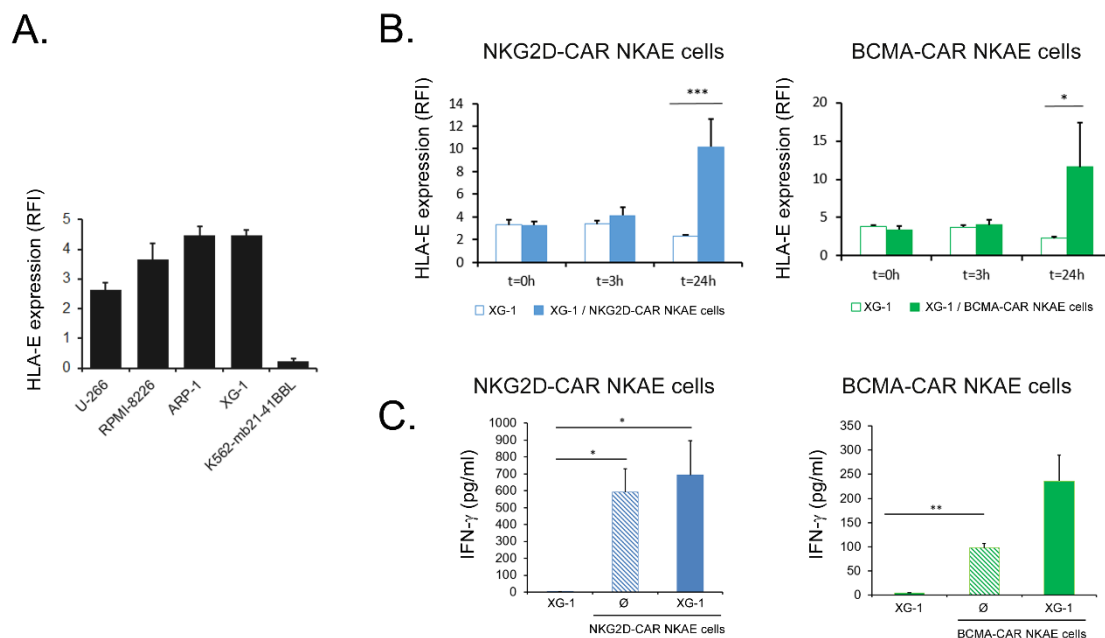 A.
HLA-E expression (RFI)
5
4
3
2
1
0
U-266
RPMI-8226
ARP-1
XG-1
K562-mb21-41BBL
B.
NKG2D-CAR NKAE cells
HLA-E expression (RFI)
14
12
10
8
6
4
2
0
***
t=0h t=3h t=24h
XG-1 XG-1 / NKG2D-CAR NKAE cells
BCMA-CAR NKAE cells
HLA-E expression (RFI)
20
15
10
5
0
*
t=0h t=3h t=24h
XG-1 XG-1 / BCMA-CAR NKAE cells
C.
NKG2D-CAR NKAE cells
IFN-γ (pg/ml)
1000
900
800
700
600
500
400
300
200
100
0
*
*
XG-1 Ø XG-1
NKG2D-CAR NKAE cells
BCMA-CAR NKAE cells
IFN-γ (pg/ml)
350
300
250
200
150
100
50
0
**
XG-1 Ø XG-1
BCMA-CAR NKAE cells